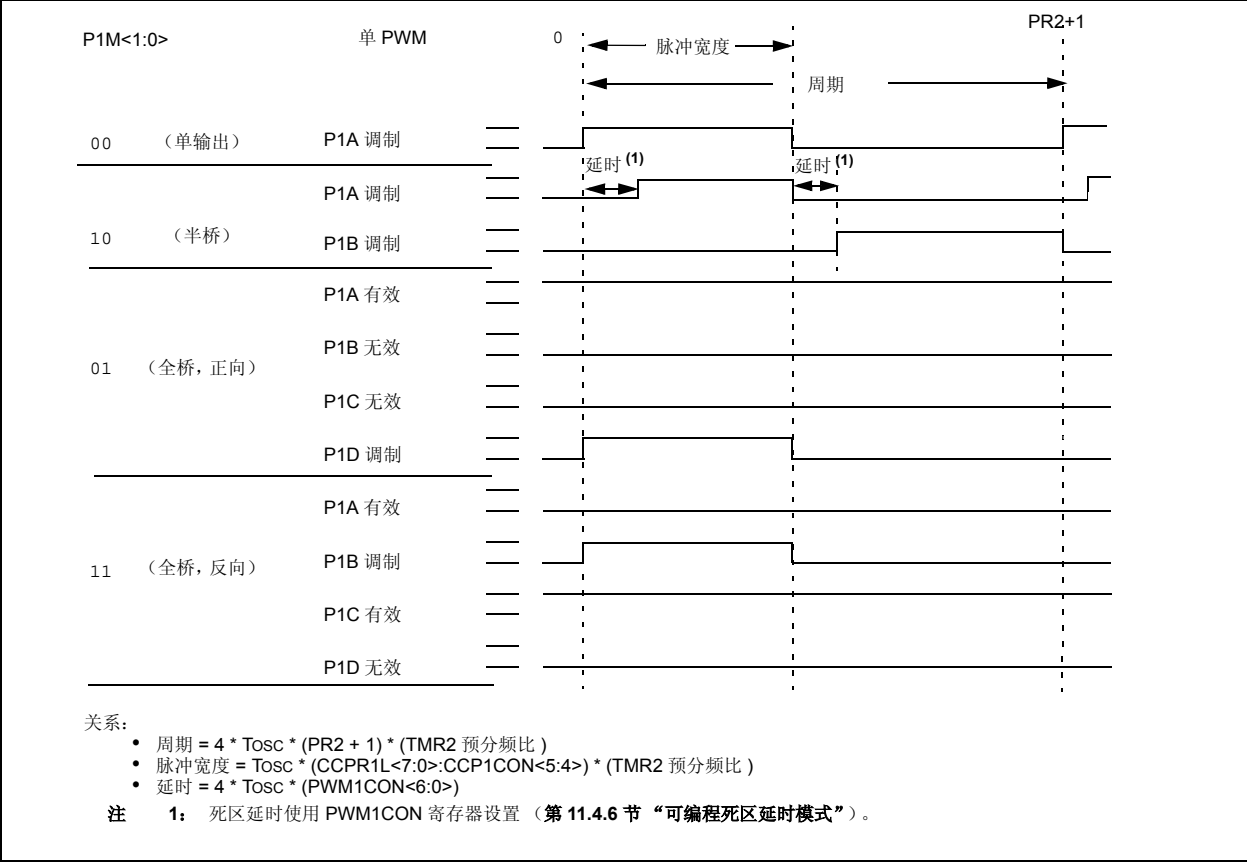 P1M<1:0> 单 PWM 0 脉冲宽度 PR2+1
周期
00 （单输出） P1A 调制
延时 (1) 延时 (1)
P1A 调制
10 （半桥）
P1B 调制
P1A 有效
P1B 无效
01 （全桥，正向）
P1C 无效
P1D 调制
P1A 有效
P1B 调制
11 （全桥，反向）
P1C 有效
P1D 无效
关系：
• 周期 = 4 * TOSC * (PR2 + 1) * (TMR2 预分频比 )
• 脉冲宽度 = TOSC * (CCPR1L<7:0>:CCP1CON<5:4>) * (TMR2 预分频比 )
• 延时 = 4 * TOSC * (PWM1CON<6:0>)
注 1： 死区延时使用 PWM1CON 寄存器设置 （第 11.4.6 节 “可编程死区延时模式”）。